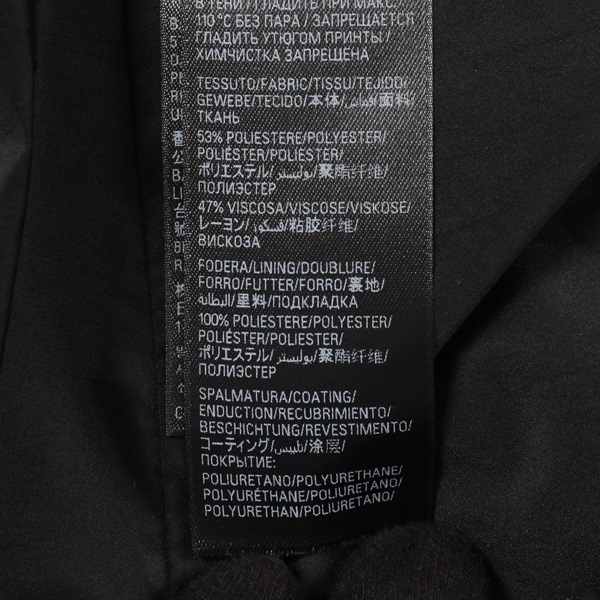 В ТЕНИ / ГЛАДИТЬ ПРИ МАКС.
110 °C БЕЗ ПАРА / ЗАПРЕЩАЕТСЯ
ГЛАДИТЬ УТЮГОМ ПРИНТЫ /
ХИМЧИСТКА ЗАПРЕЩЕНА
TESSUTO/FABRIC/TISSU/TEJIDO/
GEWEBE/TECIDO/本体/قماش/面料/
ТКАНЬ
53% POLIESTERE/POLYESTER/
POLIÉSTER/POLIESTER/
ポリエステル/بوليستر/聚酯纤维/
ПОЛИЭСТЕР
47% VISCOSA/VISCOSE/VISKOSE/
レーヨン/فسكوز/粘胶纤维/
ВИСКОЗА
FODERA/LINING/DOUBLURE/
FORRO/FUTTER/FORRO/裏地/
البطانة/里料/ПОДКЛАДКА
100% POLIESTERE/POLYESTER/
POLIÉSTER/POLIESTER/
ポリエステル/بوليستر/聚酯纤维/
ПОЛИЭСТЕР
SPALMATURA/COATING/
ENDUCTION/RECUBRIMIENTO/
BESCHICHTUNG/REVESTIMENTO/
コーティング/تلبيس/涂层/
ПОКРЫТИЕ:
POLIURETANO/POLYURETHANE/
POLYURÉTHANE/POLIURETANO/
POLYURETHAN/POLIURETANO/